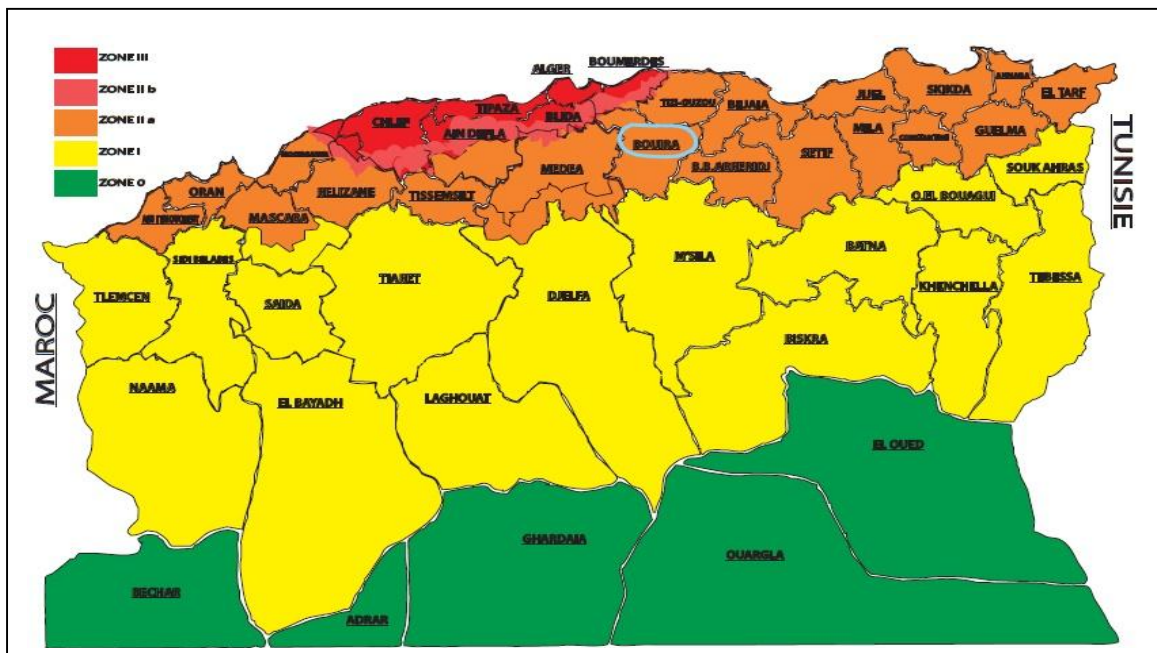 ZONE III
ZONE II b
ZONE II a
ZONE I
ZONE 0
BOUMERDES
ALGER
TIPAZA
CHLEF
BLIDA
AIN DEFLA
TIZI-OUZOU
BIJAIA
JIJEL
SKIKDA
ANNABA
EL TARF
BOUIRA
MILA
GUELMA
SETIF
MEDEA
B.B.ARRERIDJ
ORAN
RELIZANE
TISSEMSILT
MASCARA
SOUK AHRAS
O.EL BOUAGUI
TUNISIE
SIDI BELABES
TLEMCEN
SAIDA
TIARET
DJELFA
M'SILA
BATNA
KHENCHELLA
TEBESSA
BISKRA
MAROC
NAAMA
EL BAYADH
LAGHOUAT
EL OUED
GHARDAIA
OUARGLA
BECHAR
ADRAR